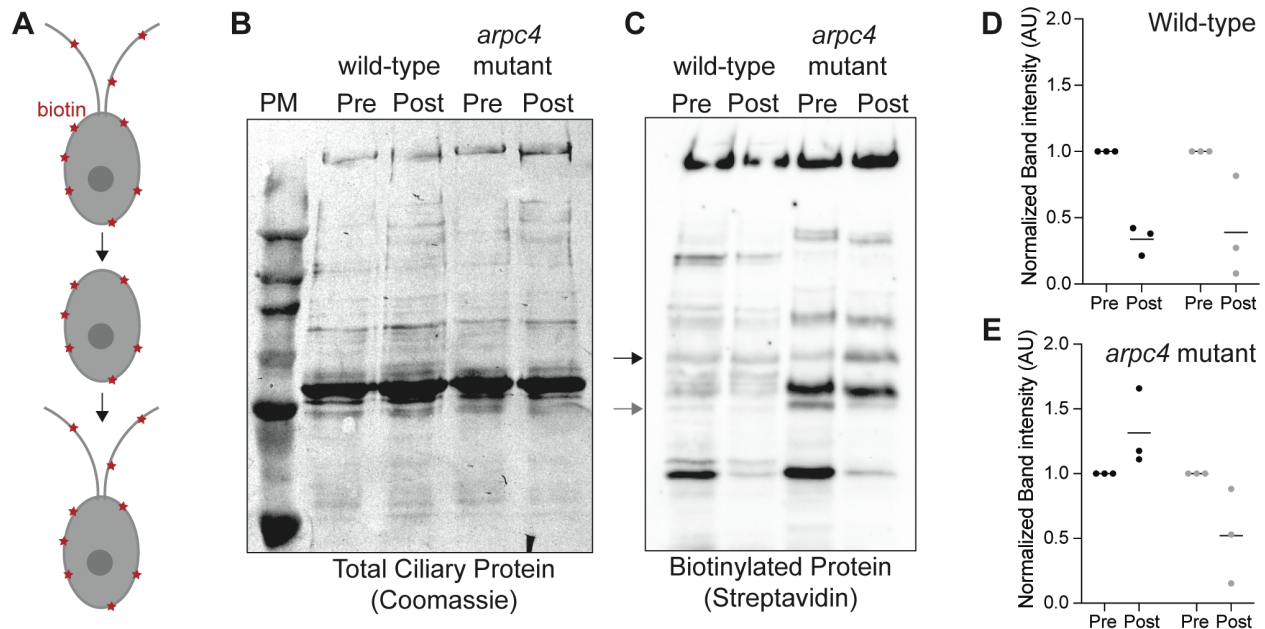 A
biotin
B
arpc4
wild-type mutant
PM Pre Post Pre Post
Total Ciliary Protein
(Coomassie)
C
arpc4
wild-type mutant
Pre Post Pre Post
Biotinylated Protein
(Streptavidin)
D
Wild-type
Normalized Band intensity (AU)
2.0
1.5
1.0
0.5
0.0
Pre Post Pre Post
E
arpc4 mutant
Normalized Band intensity (AU)
2.0
1.5
1.0
0.5
0.0
Pre Post Pre Post